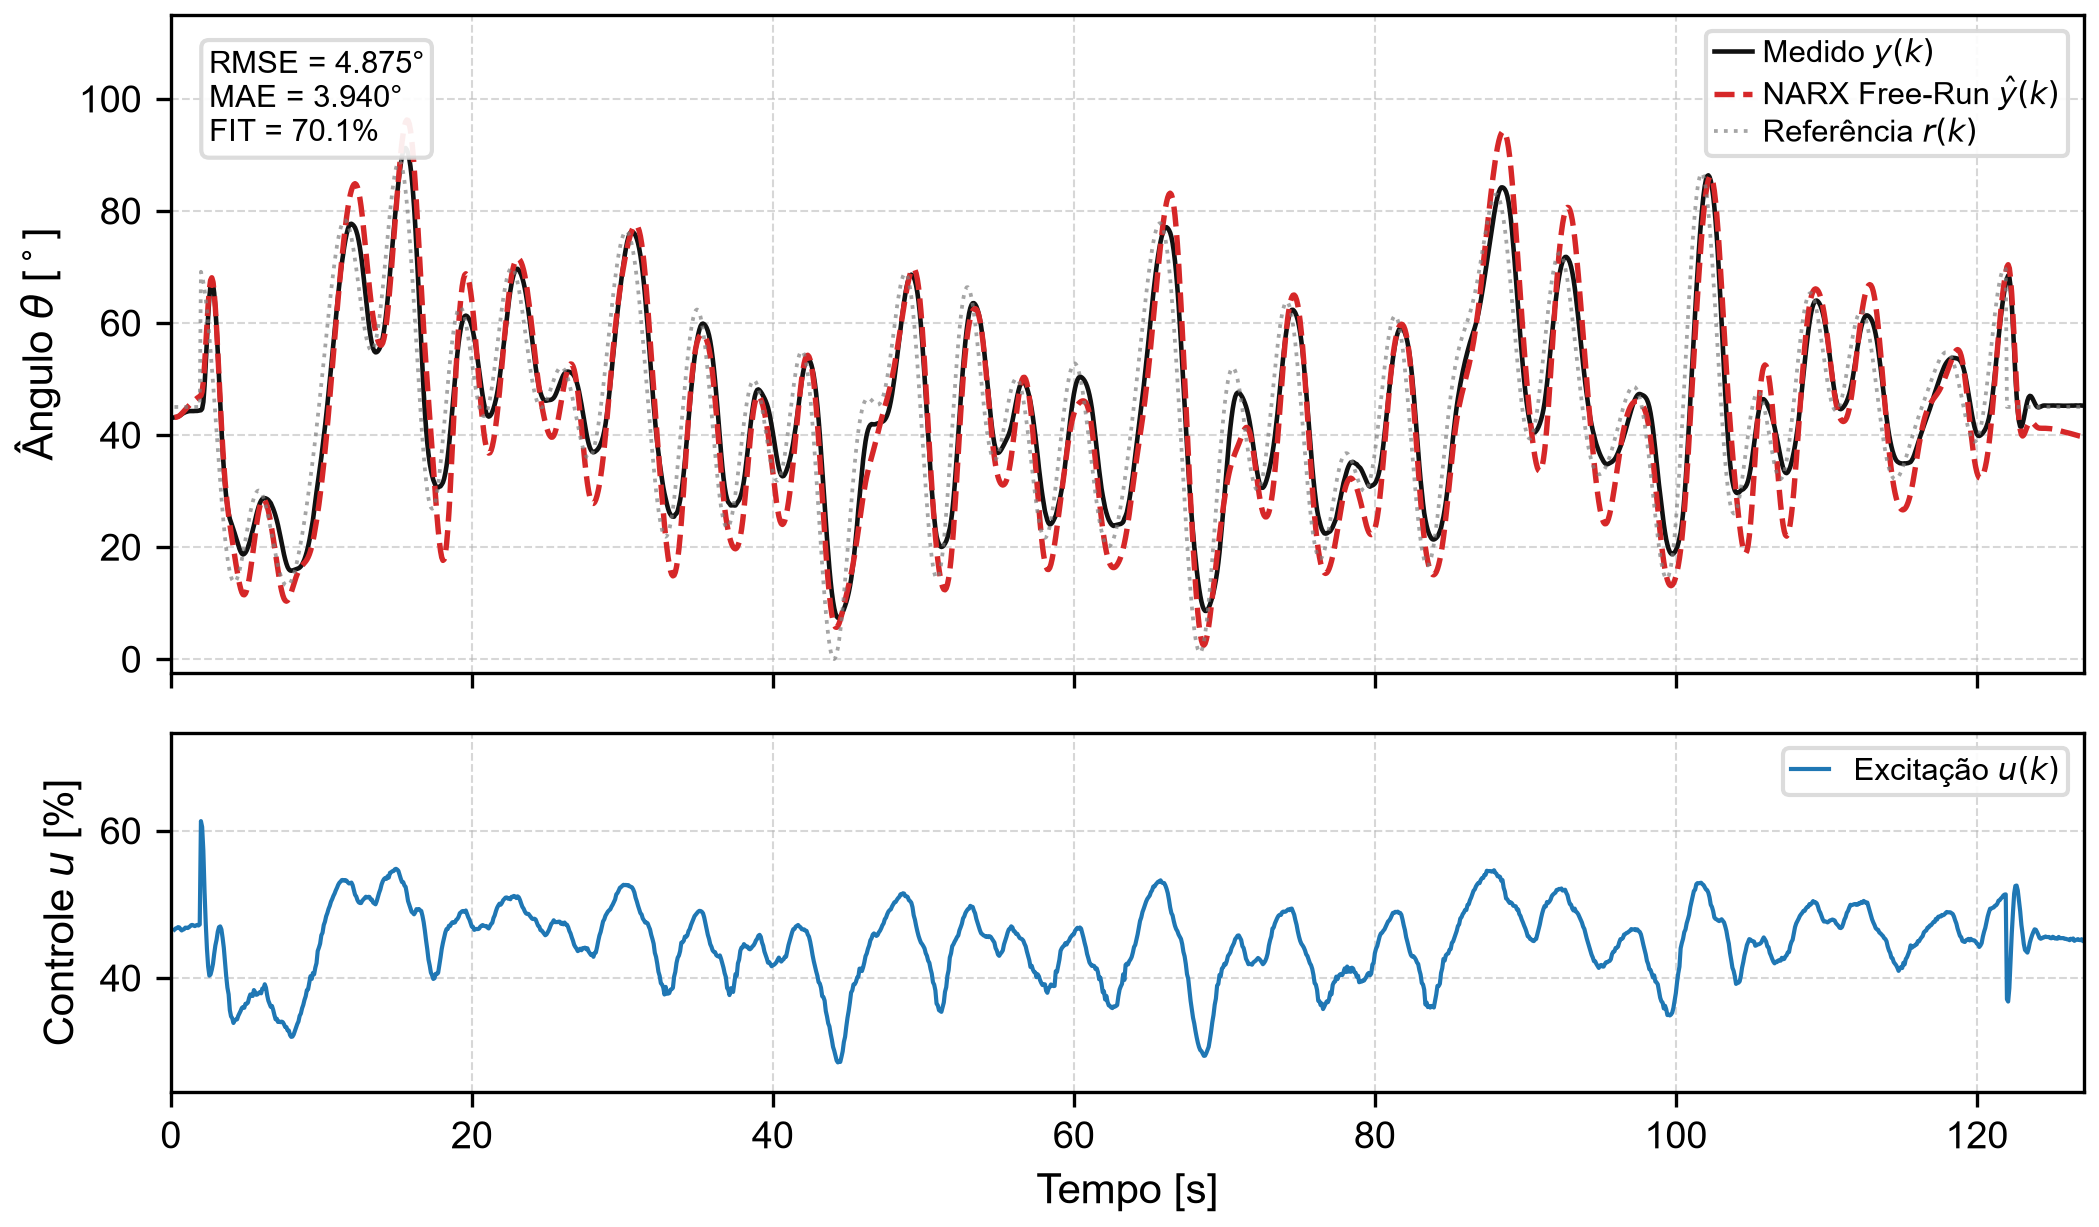 RMSE = 4.875°
MAE = 3.940°
FIT = 70.1%
Medido y(k)
NARX Free-Run ŷ(k)
Referência r(k)
Ângulo θ [°]
100
80
60
40
20
0
Excitação u(k)
Controle u [%]
60
40
0 20 40 60 80 100 120
Tempo [s]